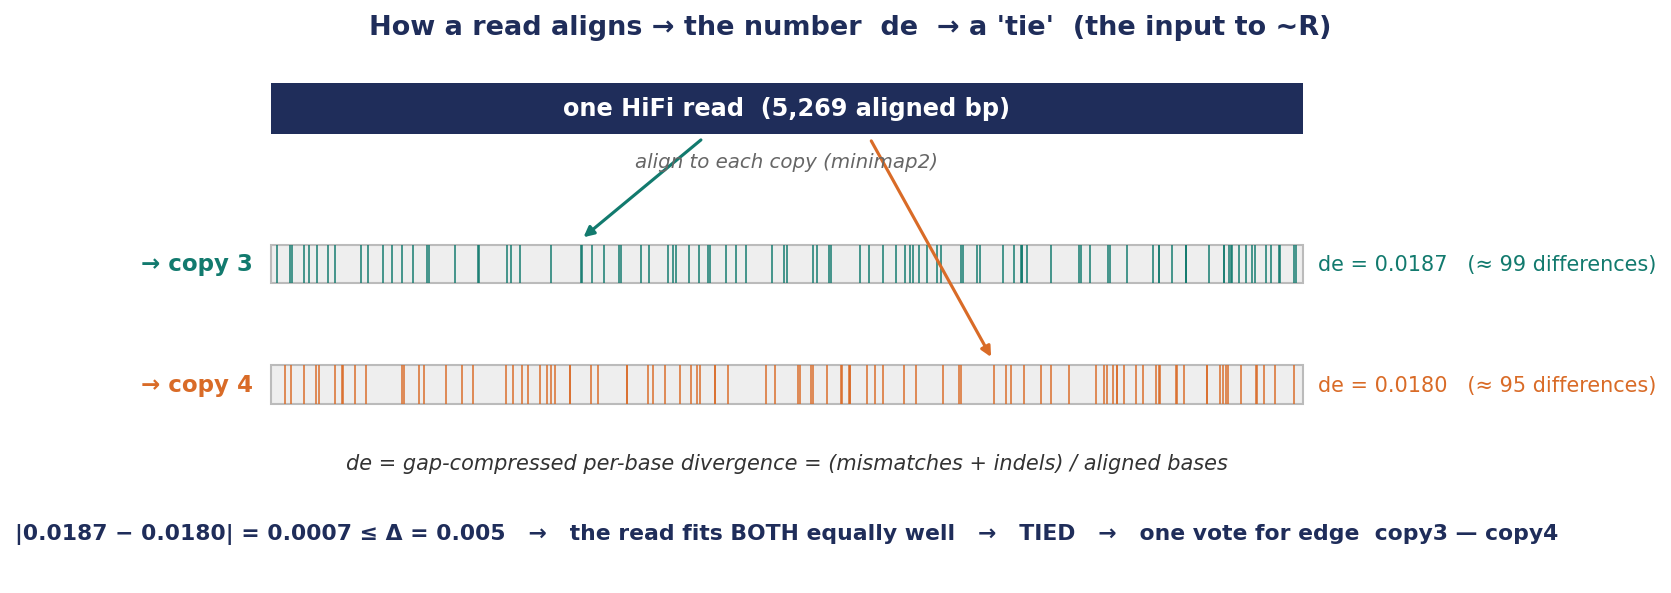 How a read aligns → the number  de  → a 'tie'  (the input to ~R)
one HiFi read  (5,269 aligned bp)
align to each copy (minimap2)
→ copy 3
de = 0.0187   (≈ 99 differences)
→ copy 4
de = 0.0180   (≈ 95 differences)
de = gap-compressed per-base divergence = (mismatches + indels) / aligned bases
|0.0187 − 0.0180| = 0.0007 ≤ Δ = 0.005   →   the read fits BOTH equally well   →   TIED   →   one vote for edge  copy3 — copy4